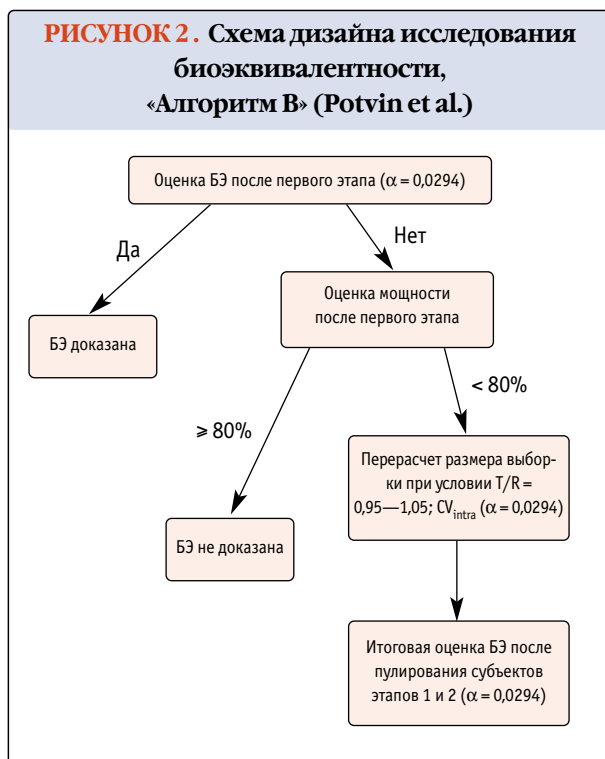 РИСУНОК 2. Схема дизайна исследования
биоэквивалентности,
«Алгоритм В» (Potvin et al.)
Оценка БЭ после первого этапа (α = 0,0294)
Да
Нет
БЭ доказана
Оценка мощности
после первого этапа
≥ 80%
< 80%
БЭ не доказана
Перерасчет размера выбор-
ки при условии T/R =
0,95—1,05; CVintra (α = 0,0294)
Итоговая оценка БЭ после
пулирования субъектов
этапов 1 и 2 (α = 0,0294)